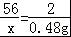 56/x = 2/0.48g